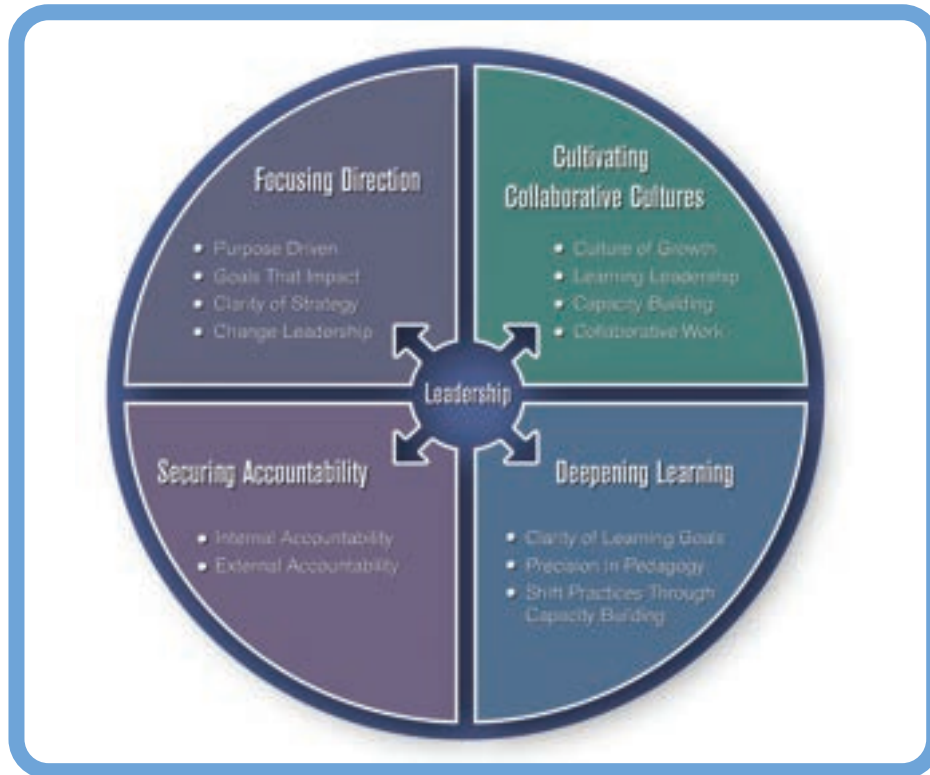 Focusing Direction
• Purpose Driven
• Goals That Impact
• Clarity of Strategy
• Change Leadership
Cultivating
Collaborative Cultures
• Culture of Growth
• Learning Leadership
• Capacity Building
• Collaborative Work
Leadership
Securing Accountability
• Internal Accountability
• External Accountability
Deepening Learning
• Clarity of Learning Goals
• Precision in Pedagogy
• Shift Practices Through
Capacity Building